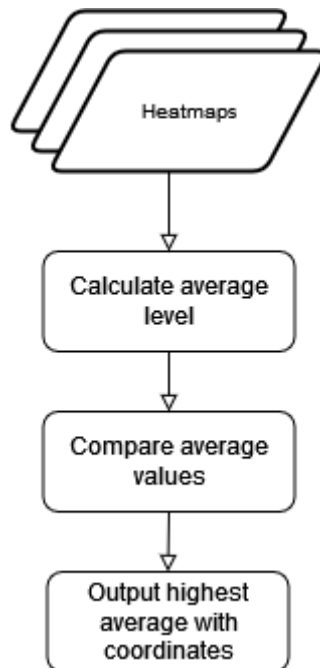 Heatmaps
Calculate average
level
Compare average
values
Output highest
average with
coordinates